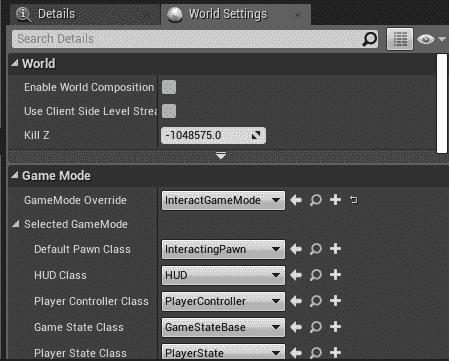 Details
World Settings
Search Details
World
Enable World Composition
Use Client Side Level Strea
Kill Z
-1048575.0
Game Mode
GameMode Override
InteractGameMode
Selected GameMode
Default Pawn Class
InteractingPawn
HUD Class
HUD
Player Controller Class
PlayerController
Game State Class
GameStateBase
Player State Class
PlayerState